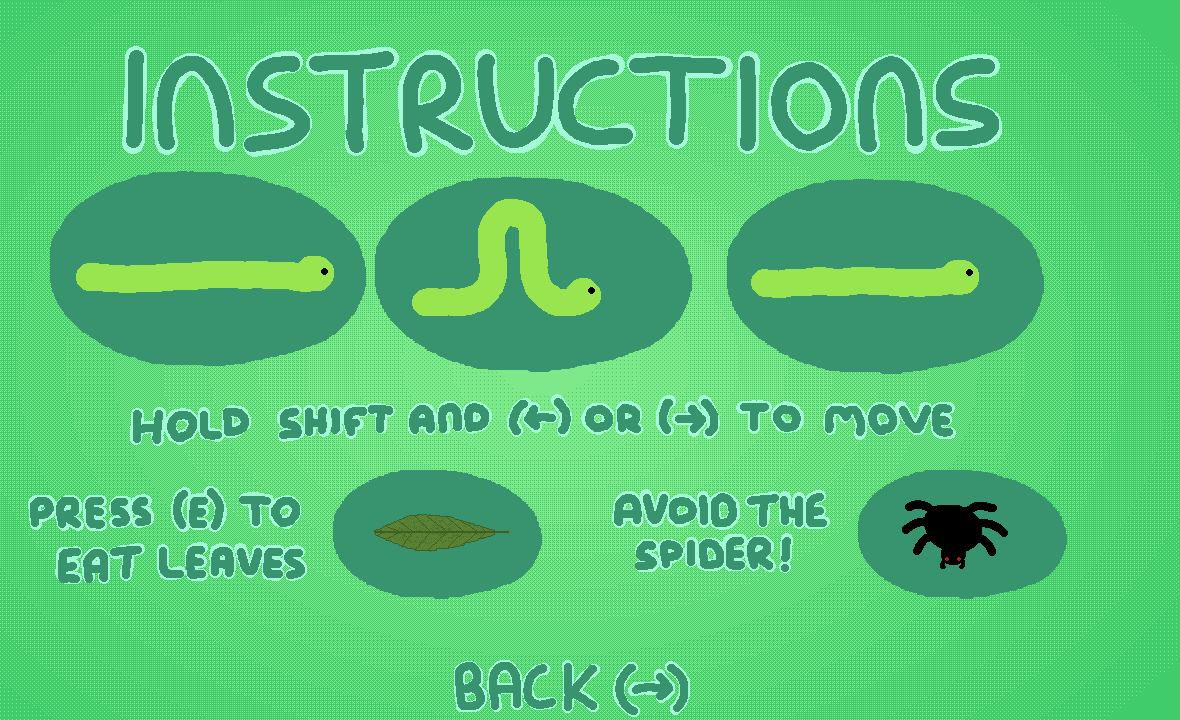 INSTRUCTIONS
HOLD SHIFT AND (←) OR (→) TO MOVE
PRESS (E) TO
EAT LEAVES
AVOID THE
SPIDER!
BACK (→)